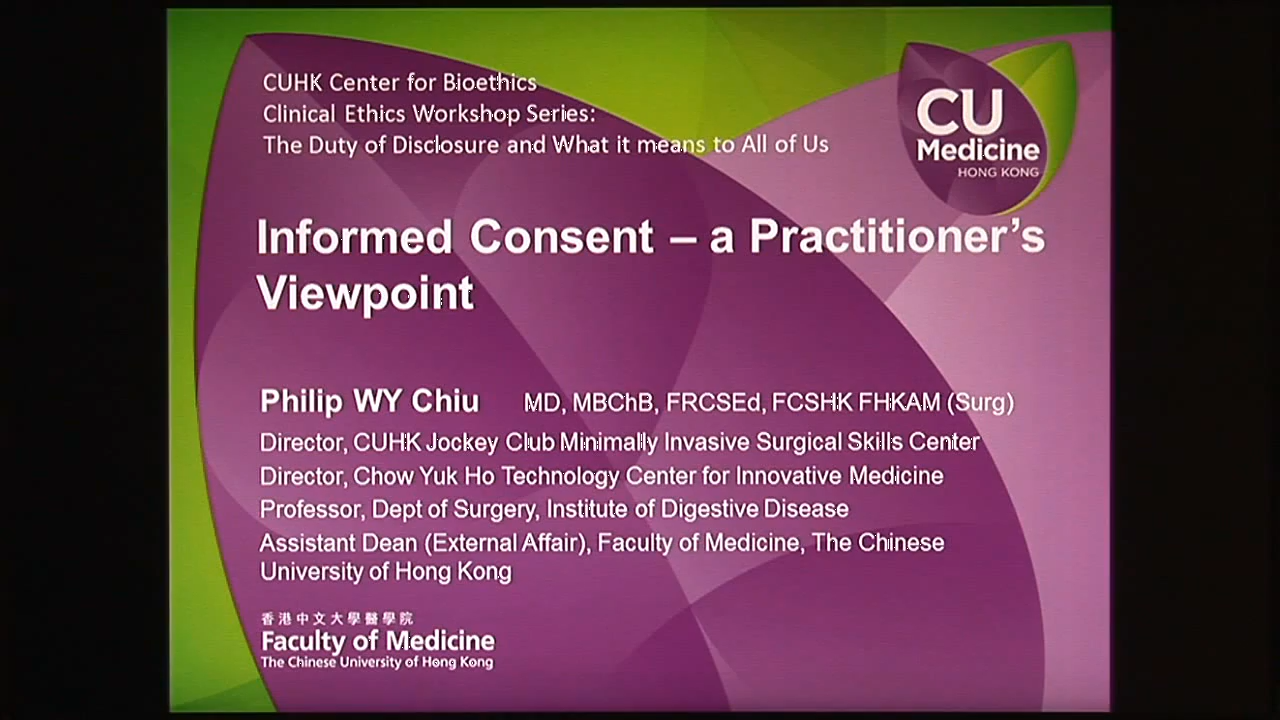 CUHK Center for Bioethics
Clinical Ethics Workshop Series:
The Duty of Disclosure and What it means to All of Us
CU
Medicine
HONG KONG
Informed Consent – a Practitioner’s
Viewpoint
Philip WY Chiu MD, MBChB, FRCSEd, FCSHK FHKAM (Surg)
Director, CUHK Jockey Club Minimally Invasive Surgical Skills Center
Director, Chow Yuk Ho Technology Center for Innovative Medicine
Professor, Dept of Surgery, Institute of Digestive Disease
Assistant Dean (External Affair), Faculty of Medicine, The Chinese
University of Hong Kong
香港中文大學醫學院
Faculty of Medicine
The Chinese University of Hong Kong